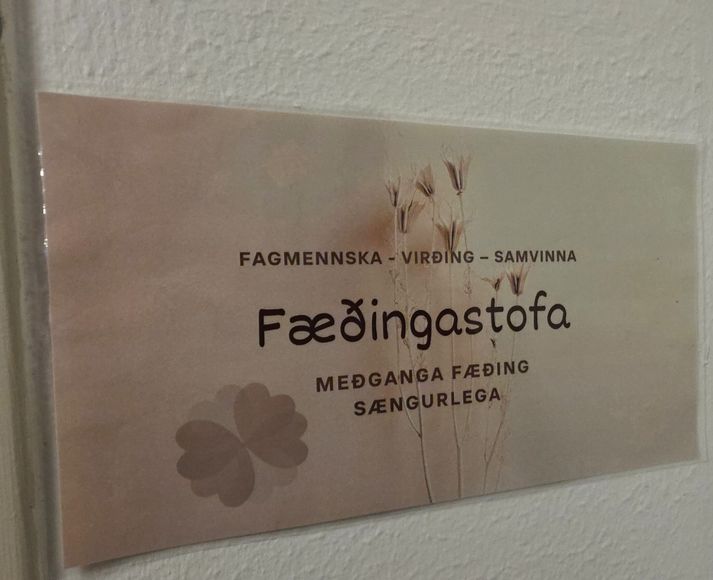 FAGMENNSKA - VIRÐING – SAMVINNA
Fæðingastofa
MEÐGANGA FÆÐING
SÆNGURLEGA